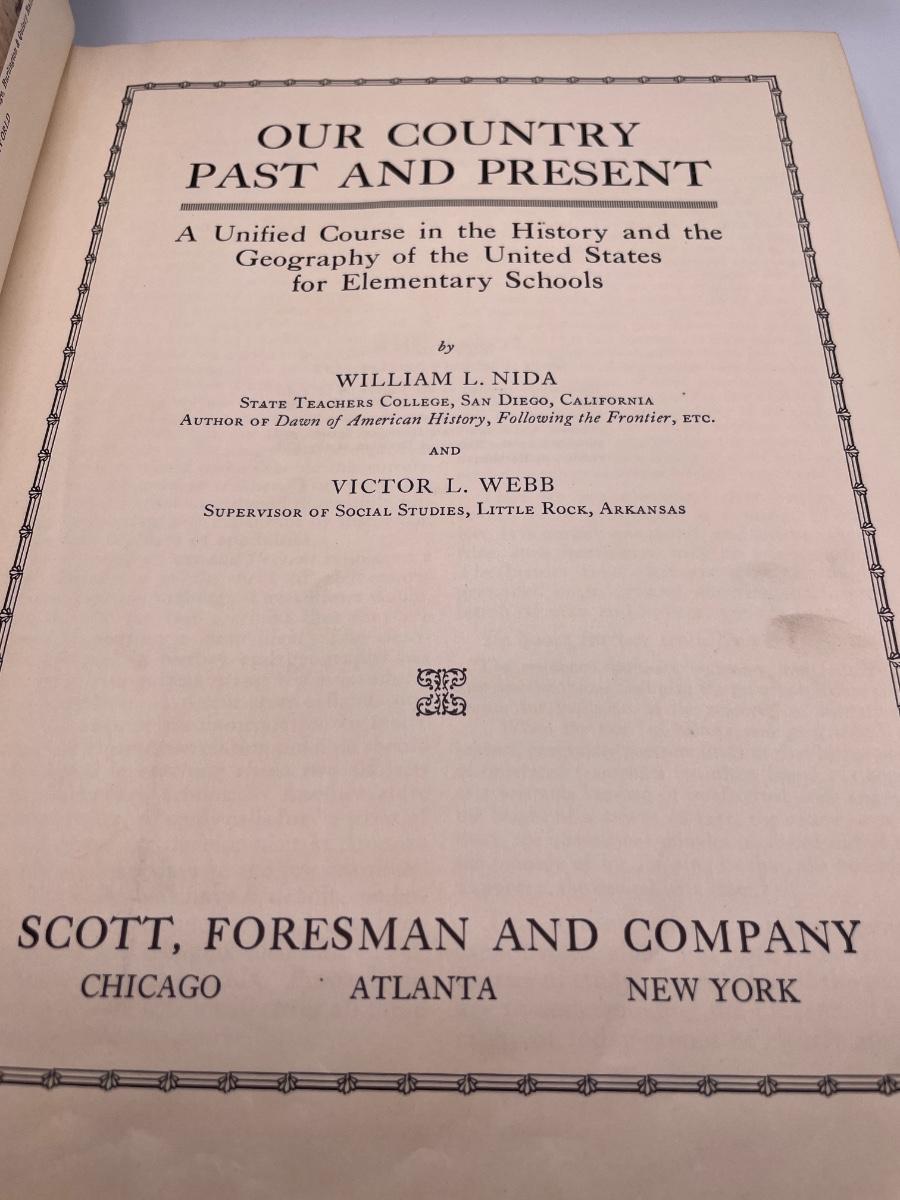 OUR COUNTRY
PAST AND PRESENT
A Unified Course in the History and the
Geography of the United States
for Elementary Schools
by
WILLIAM L. NIDA
STATE TEACHERS COLLEGE, SAN DIEGO, CALIFORNIA
AUTHOR OF Dawn of American History, Following the Frontier, ETC.
AND
VICTOR L. WEBB
SUPERVISOR OF SOCIAL STUDIES, LITTLE ROCK, ARKANSAS
SCOTT, FORESMAN AND COMPANY
CHICAGO ATLANTA NEW YORK